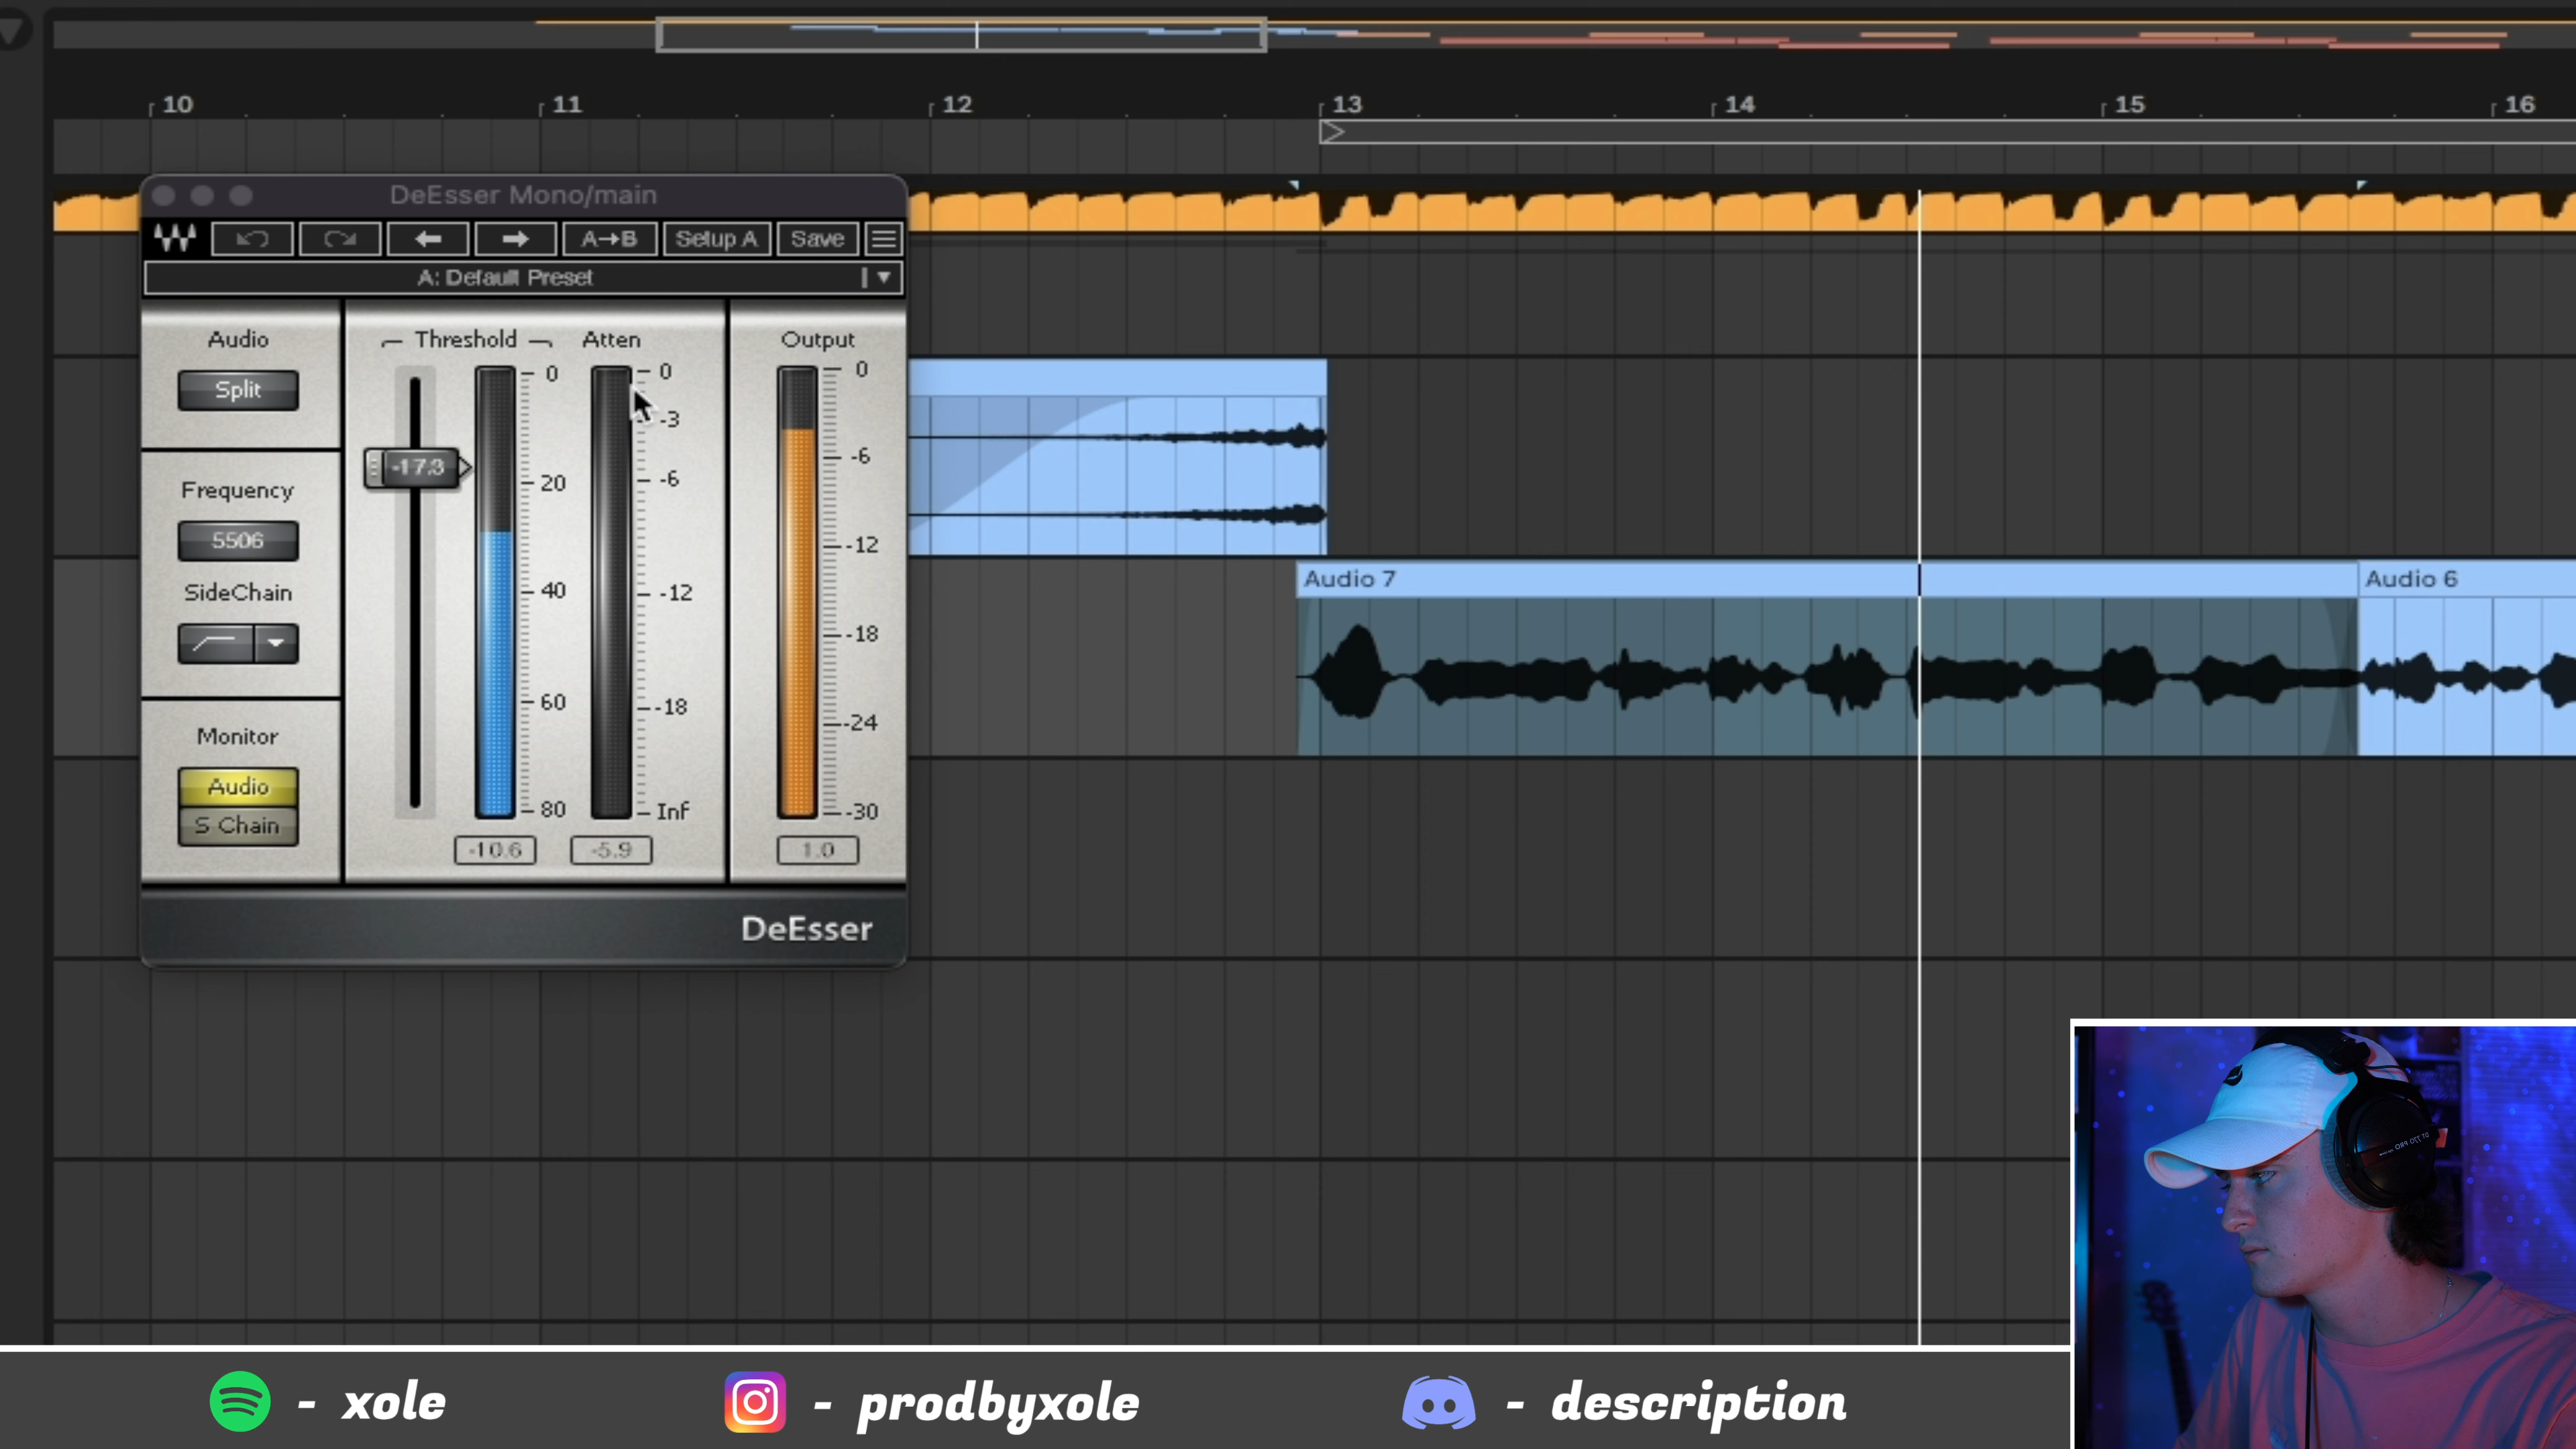 10 11 12 13 14 15 16
DeEsser Mono/main
A→B Setup A Save
A: Default Preset
Audio
Split
Frequency
5506
SideChain
Monitor
Audio
S Chain
Threshold Atten Output
-17.3
0
20
40
60
80
0
-3
-6
-12
-18
Inf
0
-6
-12
-18
-24
-30
-10.6 -5.9 1.0
DeEsser
Audio 7
Audio 6
DT 770 PRO
- xole
- prodbyxole
- description